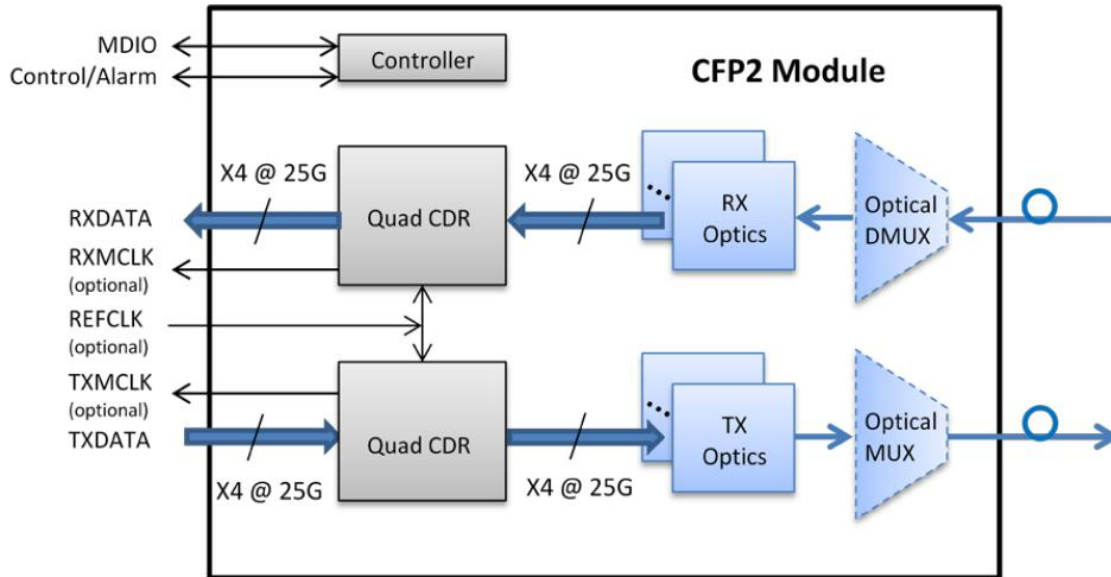 MDIO
Control/Alarm
Controller
CFP2 Module
X4 @ 25G
X4 @ 25G
RXDATA
Quad CDR
RX
Optics
Optical
DMUX
RXMCLK
(optional)
REFCLK
(optional)
TXMCLK
(optional)
TXDATA
Quad CDR
TX
Optics
Optical
MUX
X4 @ 25G
X4 @ 25G